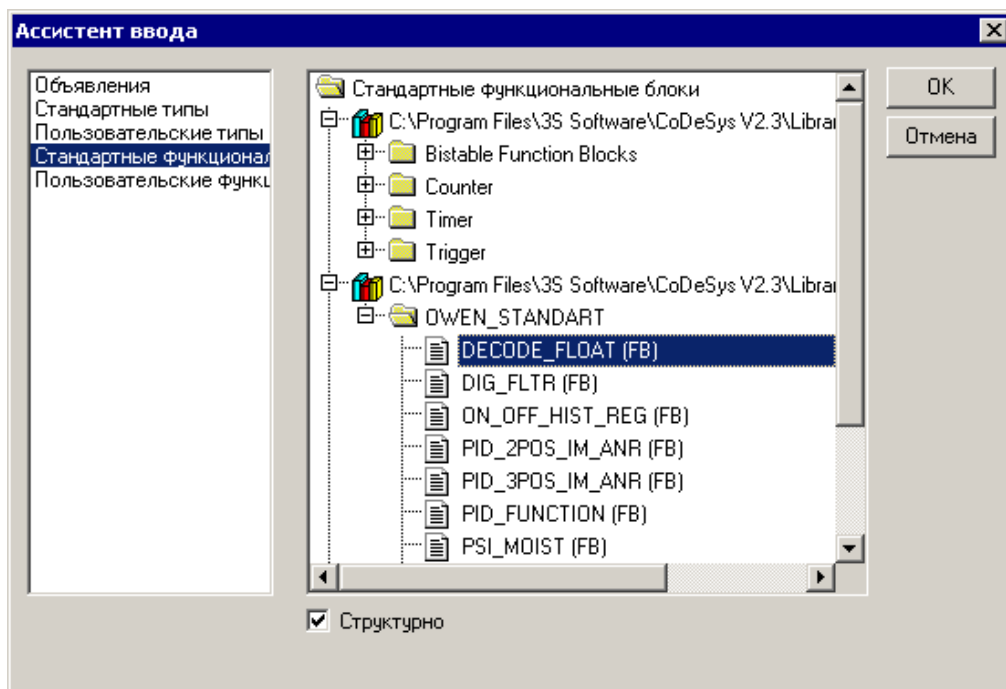 Ассистент ввода
Объявления
Стандартные типы
Пользовательские типы
Стандартные функционал
Пользовательские функц
Стандартные функциональные блоки
C:\Program Files\3S Software\CoDeSys V2.3\Librar
Bistable Function Blocks
Counter
Timer
Trigger
C:\Program Files\3S Software\CoDeSys V2.3\Librar
OWEN_STANDART
DECODE_FLOAT (FB)
DIG_FLTR (FB)
ON_OFF_HIST_REG (FB)
PID_2POS_IM_ANR (FB)
PID_3POS_IM_ANR (FB)
PID_FUNCTION (FB)
PSI_MOIST (FB)
Структурно
OK
Отмена